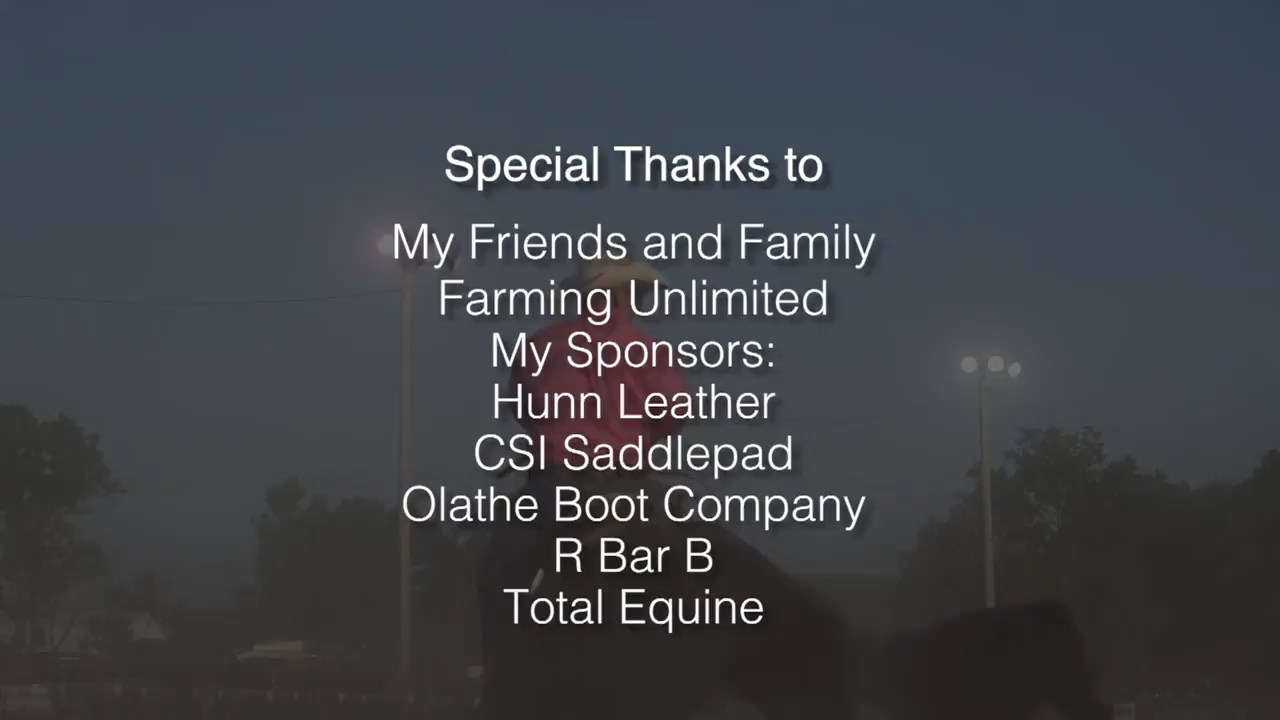 Special Thanks to
My Friends and Family
Farming Unlimited
My Sponsors:
Hunn Leather
CSI Saddlepad
Olathe Boot Company
R Bar B
Total Equine